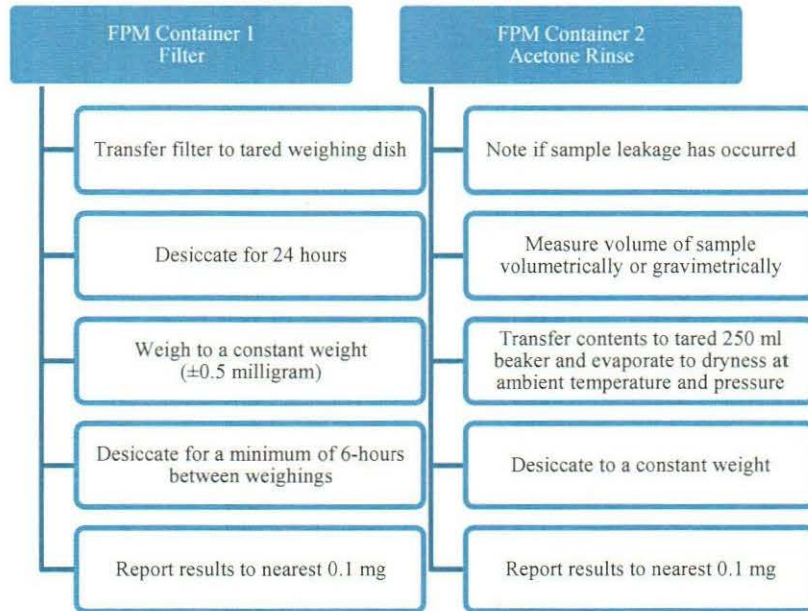 FPM Container 1
Filter
Transfer filter to tared weighing dish
Desiccate for 24 hours
Weigh to a constant weight
(±0.5 milligram)
Desiccate for a minimum of 6-hours
between weighings
Report results to nearest 0.1 mg
FPM Container 2
Acetone Rinse
Note if sample leakage has occurred
Measure volume of sample
volumetrically or gravimetrically
Transfer contents to tared 250 ml
beaker and evaporate to dryness at
ambient temperature and pressure
Desiccate to a constant weight
Report results to nearest 0.1 mg